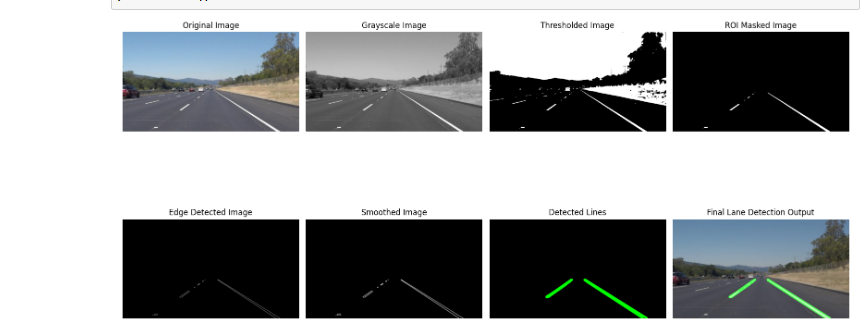 Original Image
Grayscale Image
Thresholded Image
ROI Masked Image
Edge Detected Image
Smoothed Image
Detected Lines
Final Lane Detection Output